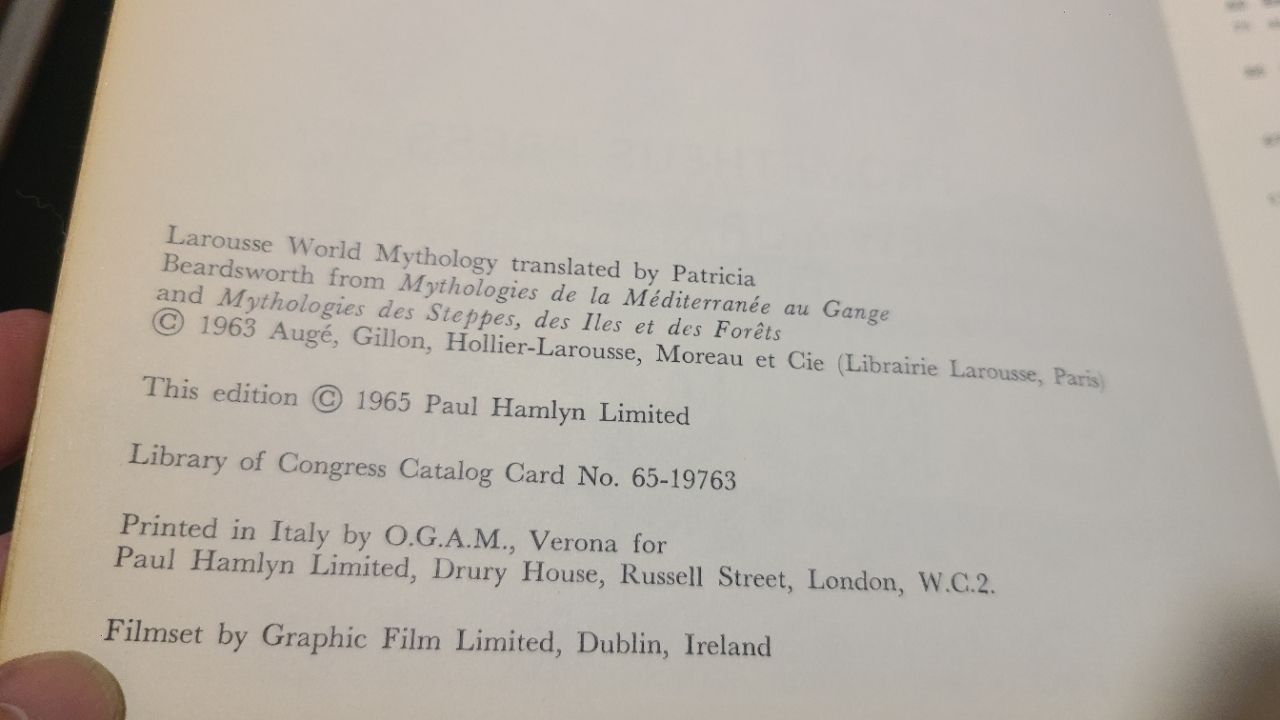 Larousse World Mythology translated by Patricia
Beardsworth from Mythologies de la Méditerranée au Gange
and Mythologies des Steppes, des Iles et des Forêts
© 1963 Augé, Gillon, Hollier-Larousse, Moreau et Cie (Librairie Larousse, Paris)
This edition © 1965 Paul Hamlyn Limited
Library of Congress Catalog Card No. 65-19763
Printed in Italy by O.G.A.M., Verona for
Paul Hamlyn Limited, Drury House, Russell Street, London, W.C.2.
Filmset by Graphic Film Limited, Dublin, Ireland